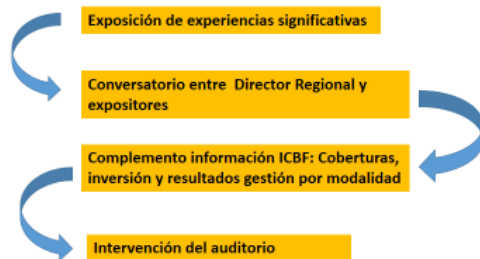 Exposición de experiencias significativas
Conversatorio entre Director Regional y
expositores
Complemento información ICBF: Coberturas,
inversión y resultados gestión por modalidad
Intervención del auditorio